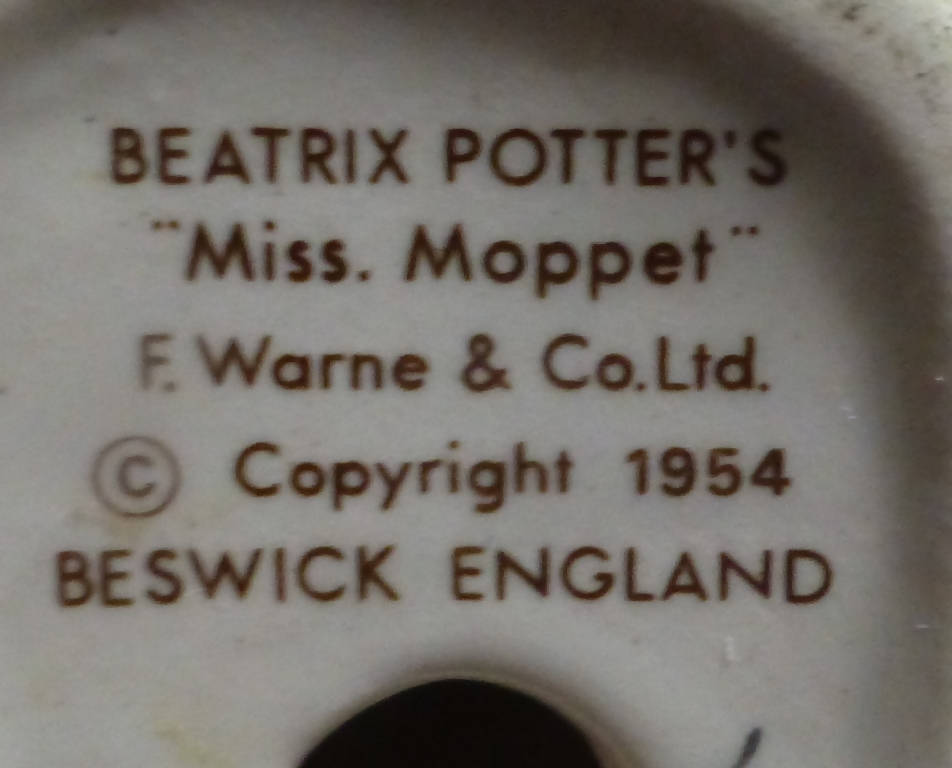 BEATRIX POTTER'S
"Miss. Moppet"
F. Warne & Co.Ltd.
© Copyright 1954
BESWICK ENGLAND